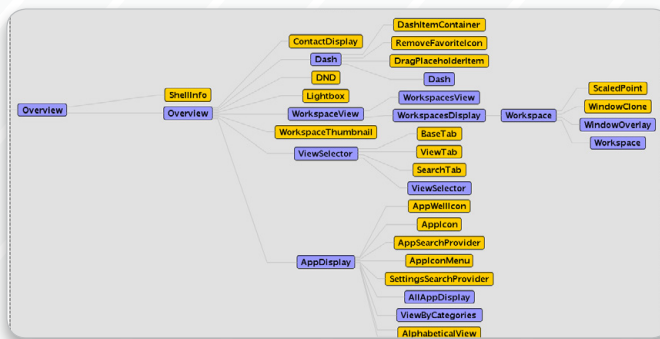 Overview
ShellInfo
Overview
ContactDisplay
Dash
DND
Lightbox
WorkspaceView
WorkspaceThumbnail
ViewSelector
AppDisplay
DashItemContainer
RemoveFavoriteIcon
DragPlaceholderItem
Dash
WorkspacesView
WorkspacesDisplay
BaseTab
ViewTab
SearchTab
ViewSelector
AppWellIcon
AppIcon
AppSearchProvider
AppIconMenu
SettingsSearchProvider
AllAppDisplay
ViewByCategories
AlphabeticalView
Workspace
ScaledPoint
WindowClone
WindowOverlay
Workspace